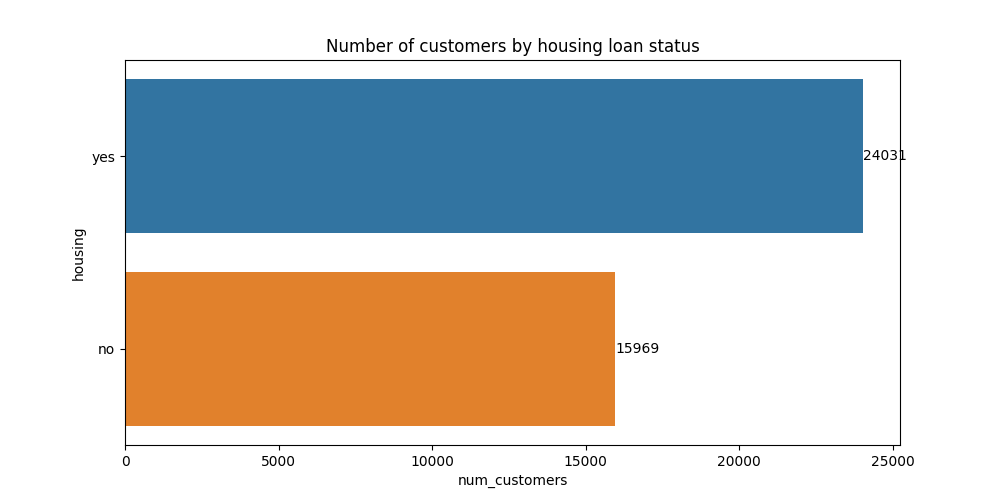 Number of customers by housing loan status
yes
24031
housing
no
15969
0 5000 10000 15000 20000 25000
num_customers